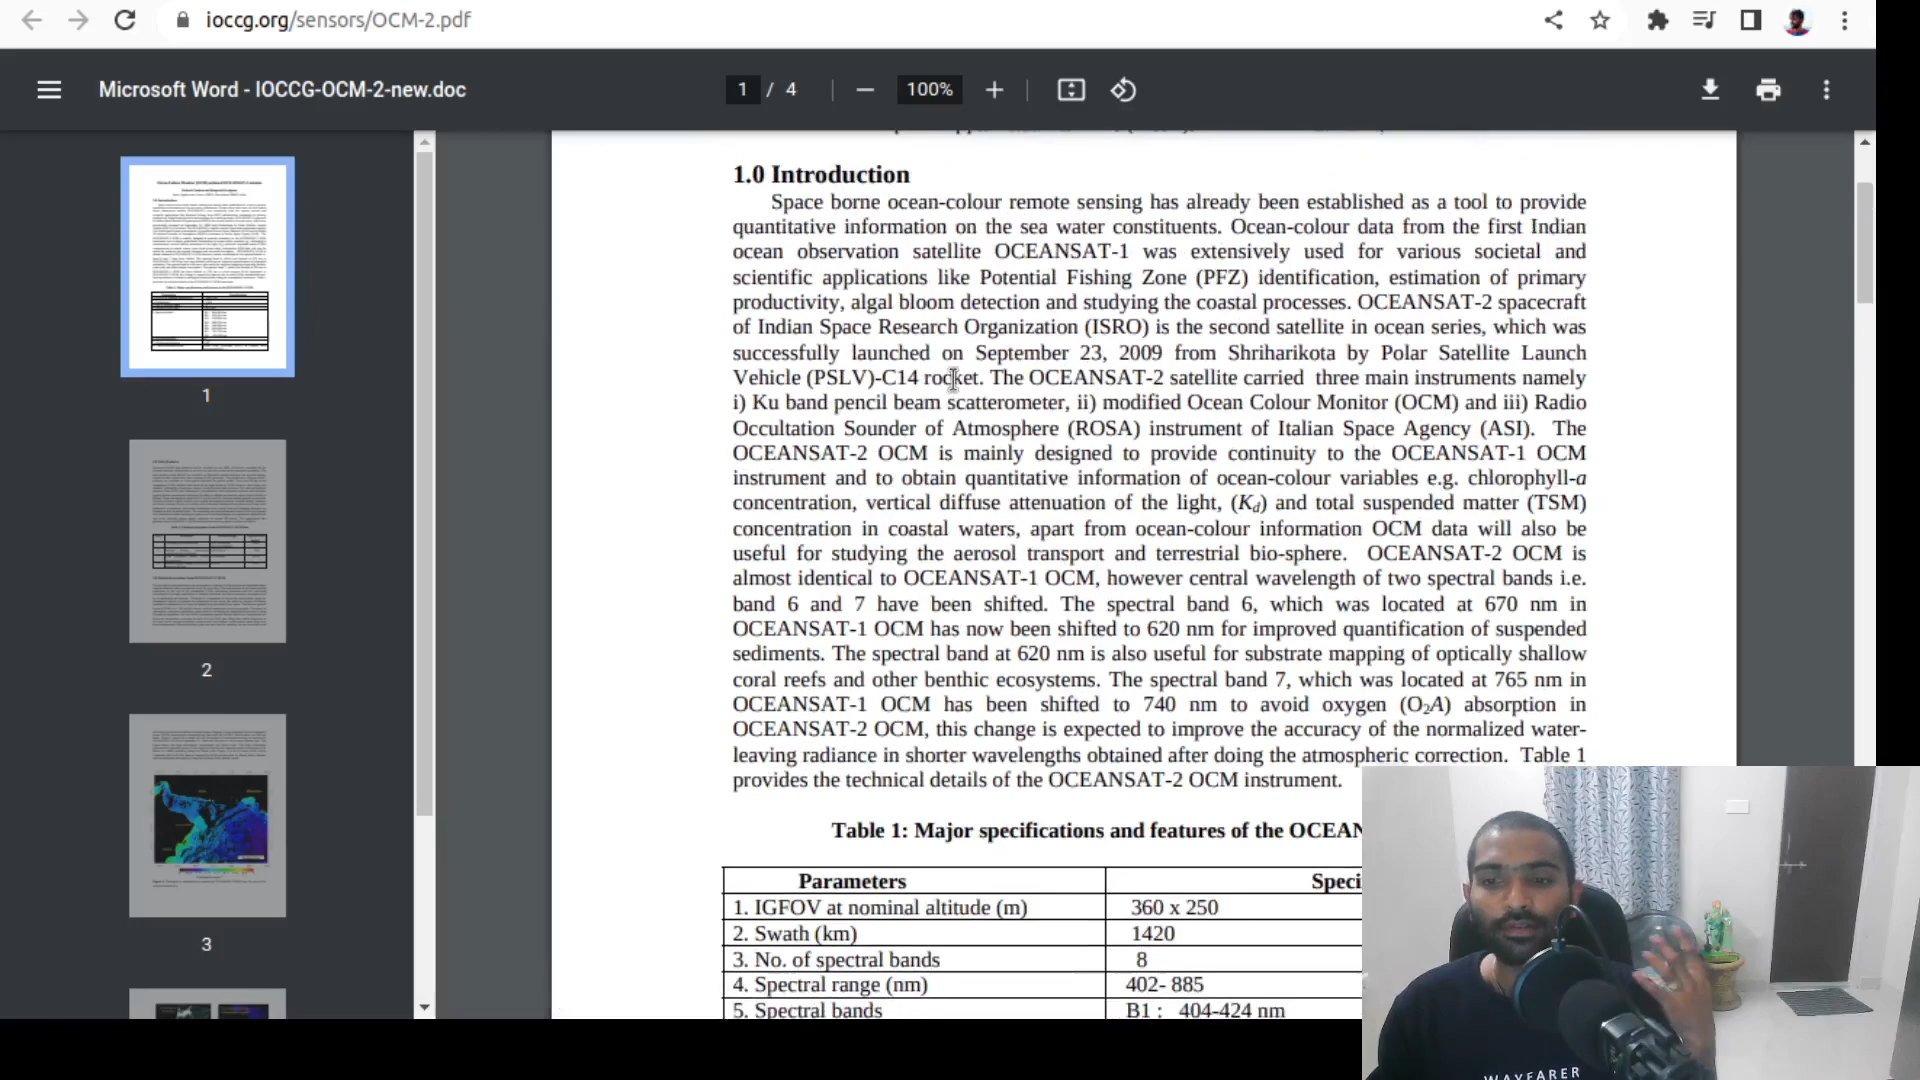 ioccg.org/sensors/OCM-2.pdf
Microsoft Word - IOCCG-OCM-2-new.doc
1 / 4
100%
1.0 Introduction
Space borne ocean-colour remote sensing has already been established as a tool to provide
quantitative information on the sea water constituents. Ocean-colour data from the first Indian
ocean observation satellite OCEANSAT-1 was extensively used for various societal and
scientific applications like Potential Fishing Zone (PFZ) identification, estimation of primary
productivity, algal bloom detection and studying the coastal processes. OCEANSAT-2 spacecraft
of Indian Space Research Organization (ISRO) is the second satellite in ocean series, which was
successfully launched on September 23, 2009 from Shriharikota by Polar Satellite Launch
Vehicle (PSLV)-C14 rocket. The OCEANSAT-2 satellite carried three main instruments namely
i) Ku band pencil beam scatterometer, ii) modified Ocean Colour Monitor (OCM) and iii) Radio
Occultation Sounder of Atmosphere (ROSA) instrument of Italian Space Agency (ASI). The
OCEANSAT-2 OCM is mainly designed to provide continuity to the OCEANSAT-1 OCM
instrument and to obtain quantitative information of ocean-colour variables e.g. chlorophyll-a
concentration, vertical diffuse attenuation of the light, (Kd) and total suspended matter (TSM)
concentration in coastal waters, apart from ocean-colour information OCM data will also be
useful for studying the aerosol transport and terrestrial bio-sphere. OCEANSAT-2 OCM is
almost identical to OCEANSAT-1 OCM, however central wavelength of two spectral bands i.e.
band 6 and 7 have been shifted. The spectral band 6, which was located at 670 nm in
OCEANSAT-1 OCM has now been shifted to 620 nm for improved quantification of suspended
sediments. The spectral band at 620 nm is also useful for substrate mapping of optically shallow
coral reefs and other benthic ecosystems. The spectral band 7, which was located at 765 nm in
OCEANSAT-1 OCM has been shifted to 740 nm to avoid oxygen (O2A) absorption in
OCEANSAT-2 OCM, this change is expected to improve the accuracy of the normalized water-
leaving radiance in shorter wavelengths obtained after doing the atmospheric correction. Table 1
provides the technical details of the OCEANSAT-2 OCM instrument.
Table 1: Major specifications and features of the OCEAN
Parameters Speci
1. IGFOV at nominal altitude (m) 360 x 250
2. Swath (km) 1420
3. No. of spectral bands 8
4. Spectral range (nm) 402- 885
5. Spectral bands B1 : 404-424 nm
1
2
3
WAYFARER